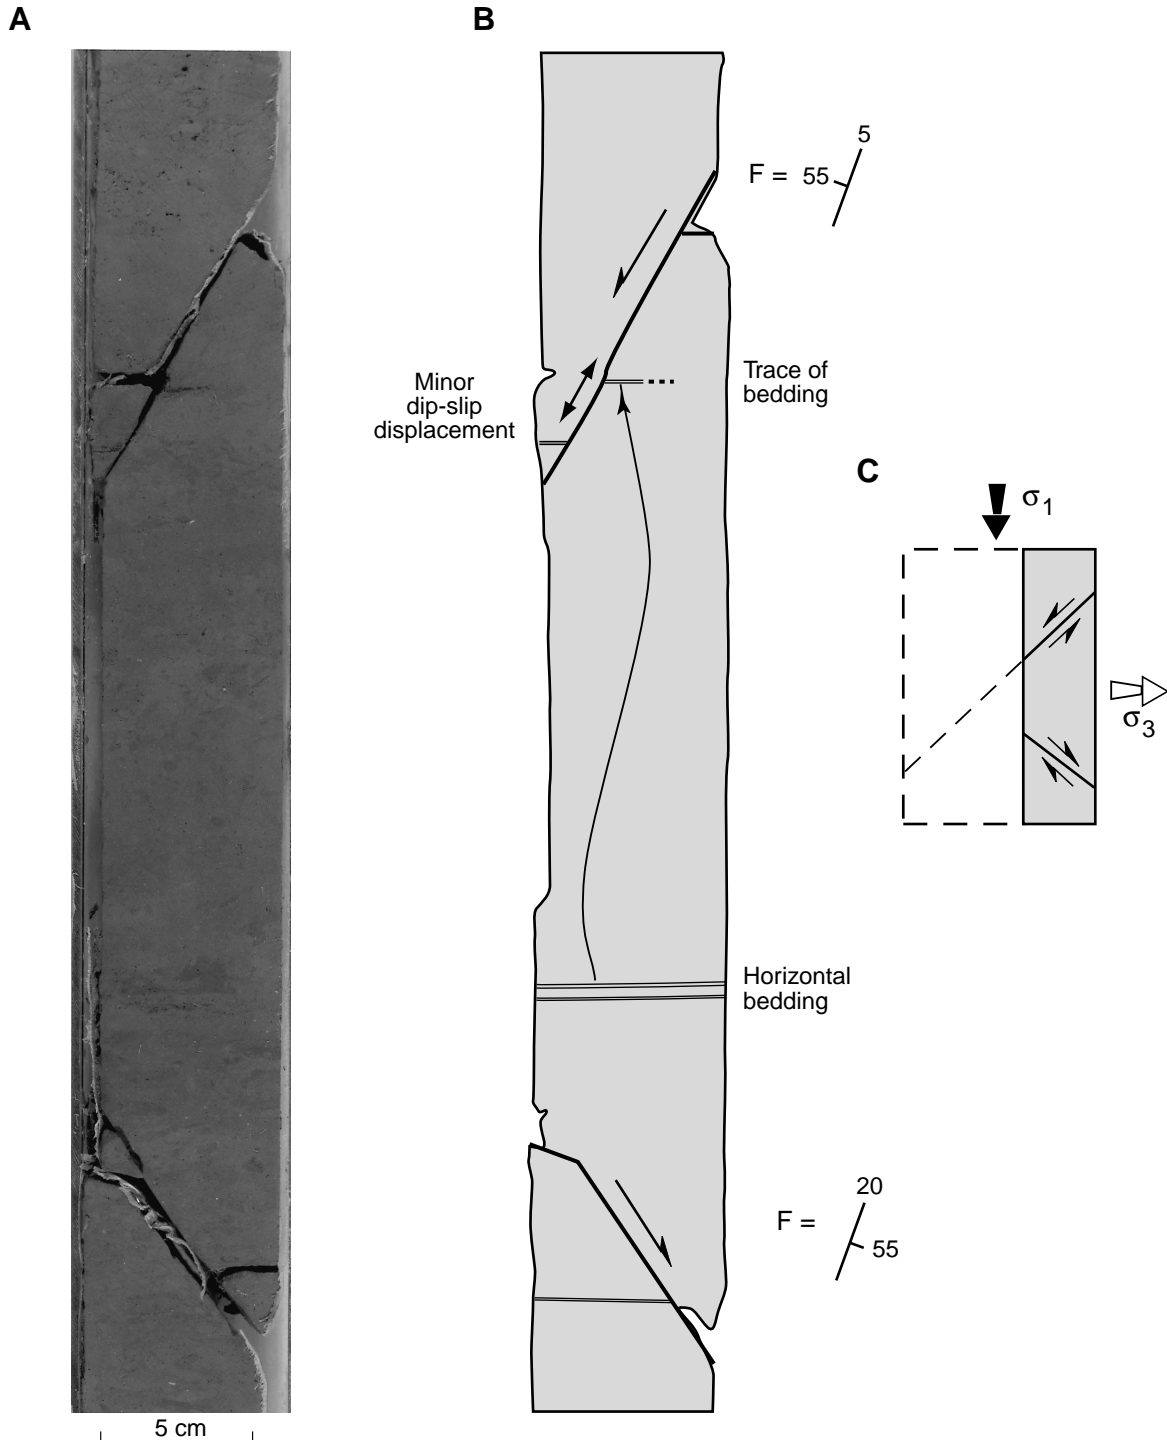 A
B
5
F = 55
Trace of
bedding
Minor
dip-slip
displacement
C
σ1
σ3
Horizontal
bedding
20
F =
55
5 cm